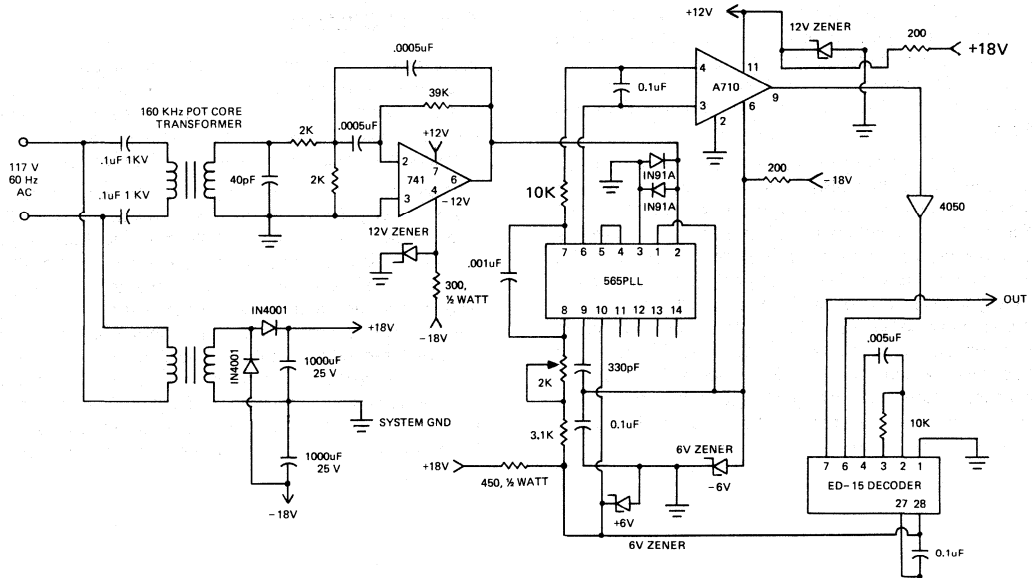 +12V
12V ZENER
200
+18V
.0005uF
39K
160 KHz POT CORE
TRANSFORMER
2K
.0005uF
+12V
0.1uF
4
11
A710
9
3
6
2
117 V
60 Hz
AC
.1uF 1KV
.1uF 1 KV
40pF
2K
2
7
741
6
4
3
-12V
10K
IN91A
IN91A
200
-18V
4050
12V ZENER
300,
½ WATT
-18V
.001uF
7 6 5 4 3 1 2
565PLL
8 9 10 11 12 13 14
OUT
IN4001
+18V
IN4001
1000uF
25 V
SYSTEM GND
1000uF
25 V
-18V
2K
330pF
3.1K
0.1uF
+18V
450, ½ WATT
6V ZENER
-6V
+6V
6V ZENER
.005uF
10K
7 6 4 3 2 1
ED-15 DECODER
27 28
0.1uF